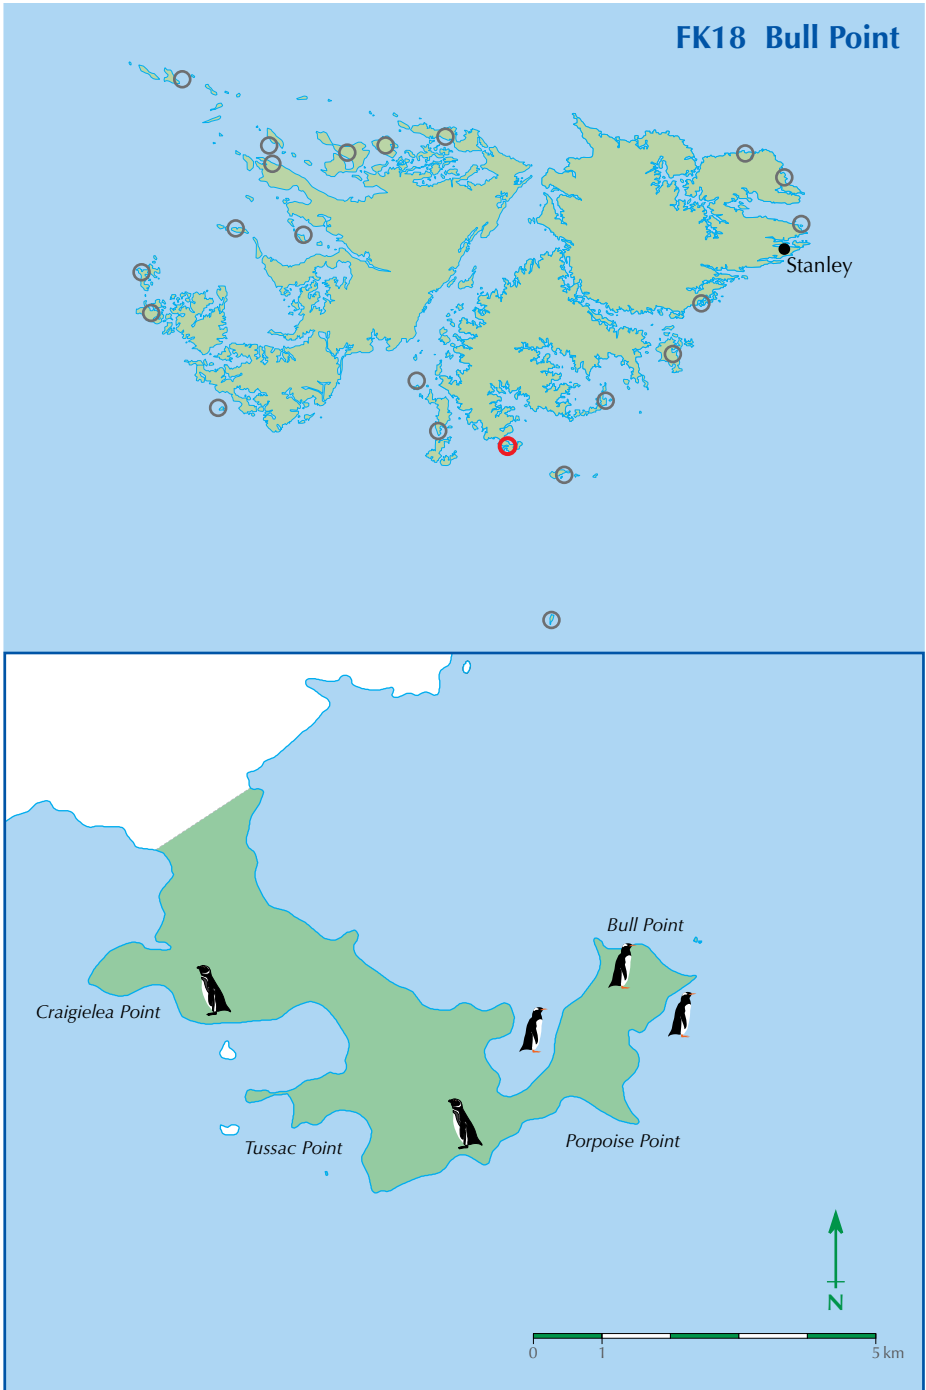 FK18 Bull Point
Stanley
Bull Point
Craigielea Point
Tussac Point
Porpoise Point
N
0 1 5 km